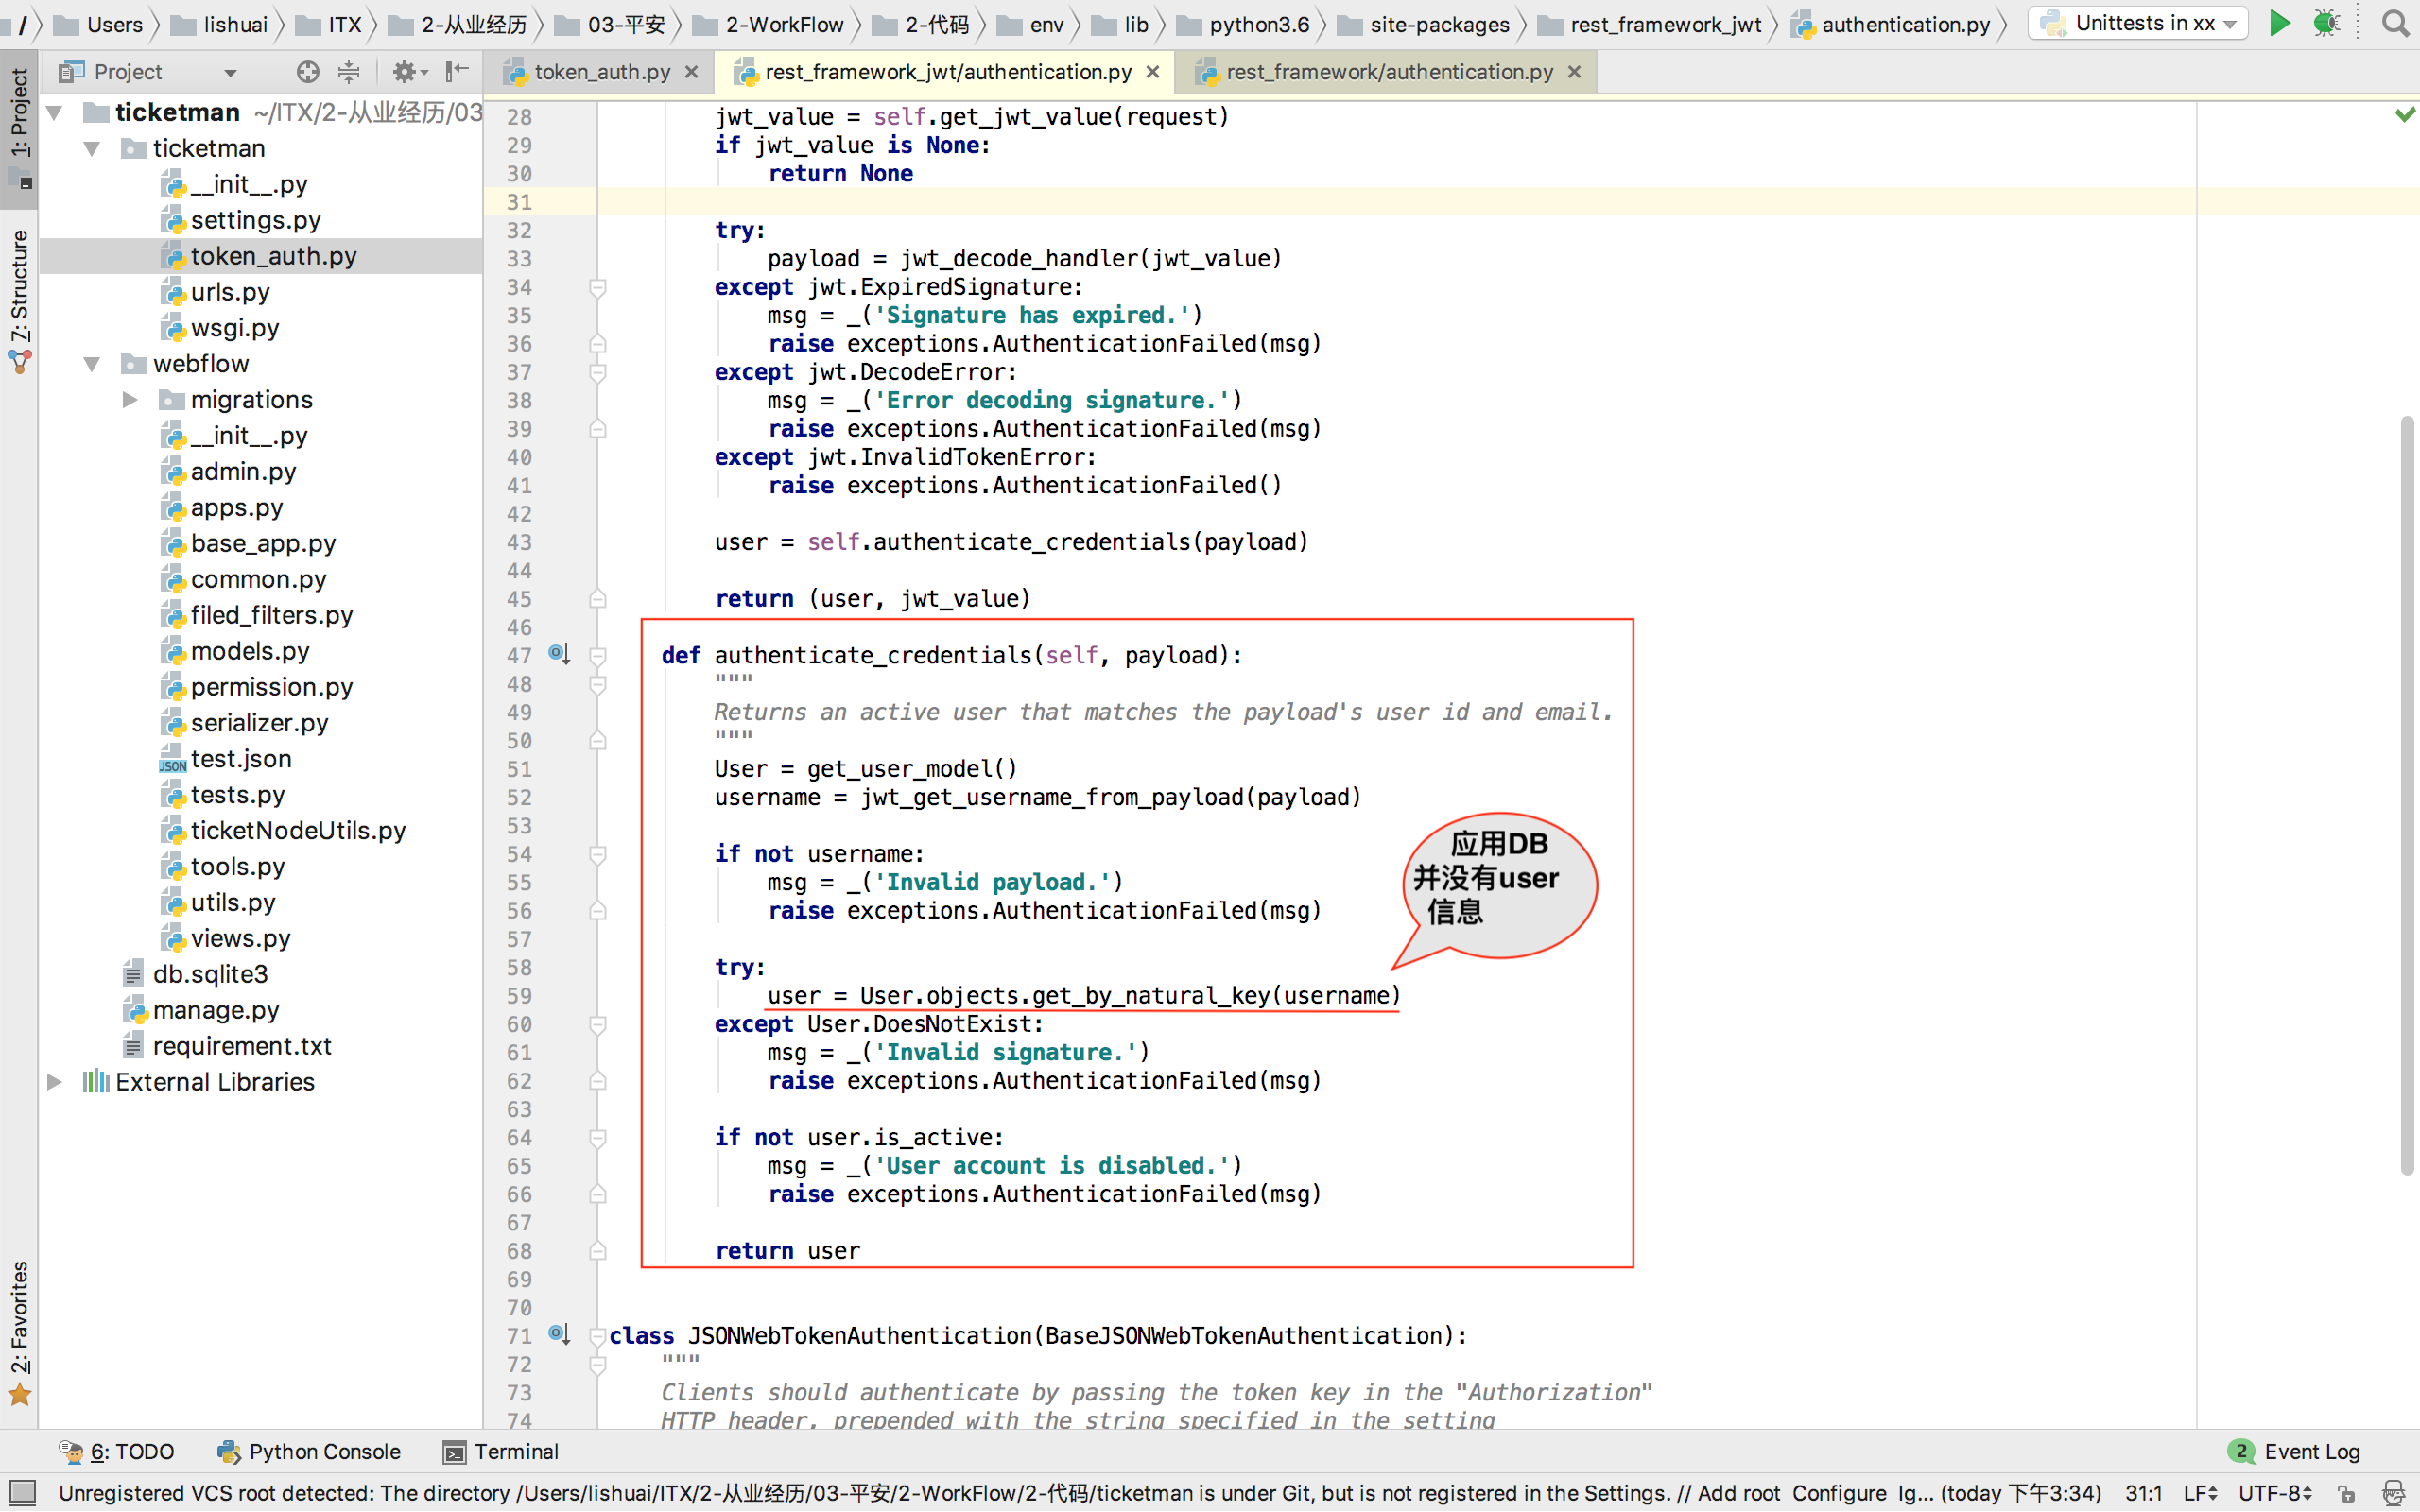 / Users lishuai ITX 2-从业经历 03-平安 2-WorkFlow 2-代码 env lib python3.6 site-packages rest_framework_jwt authentication.py Unittests in xx
1: Project
7: Structure
2: Favorites
Project
token_auth.py rest_framework_jwt/authentication.py rest_framework/authentication.py
ticketman ~/ITX/2-从业经历/03
ticketman
__init__.py
settings.py
token_auth.py
urls.py
wsgi.py
webflow
migrations
__init__.py
admin.py
apps.py
base_app.py
common.py
filed_filters.py
models.py
permission.py
serializer.py
test.json
tests.py
ticketNodeUtils.py
tools.py
utils.py
views.py
db.sqlite3
manage.py
requirement.txt
External Libraries
28 jwt_value = self.get_jwt_value(request)
29 if jwt_value is None:
30 return None
31
32 try:
33 payload = jwt_decode_handler(jwt_value)
34 except jwt.ExpiredSignature:
35 msg = _('Signature has expired.')
36 raise exceptions.AuthenticationFailed(msg)
37 except jwt.DecodeError:
38 msg = _('Error decoding signature.')
39 raise exceptions.AuthenticationFailed(msg)
40 except jwt.InvalidTokenError:
41 raise exceptions.AuthenticationFailed()
42
43 user = self.authenticate_credentials(payload)
44
45 return (user, jwt_value)
46
47 def authenticate_credentials(self, payload):
48 """
49 Returns an active user that matches the payload's user id and email.
50 """
51 User = get_user_model()
52 username = jwt_get_username_from_payload(payload)
53
54 if not username:
55 msg = _('Invalid payload.')
56 raise exceptions.AuthenticationFailed(msg)
57
58 try:
59 user = User.objects.get_by_natural_key(username)
60 except User.DoesNotExist:
61 msg = _('Invalid signature.')
62 raise exceptions.AuthenticationFailed(msg)
63
64 if not user.is_active:
65 msg = _('User account is disabled.')
66 raise exceptions.AuthenticationFailed(msg)
67
68 return user
69
70
71 class JSONWebTokenAuthentication(BaseJSONWebTokenAuthentication):
72 """
73 Clients should authenticate by passing the token key in the "Authorization"
74 HTTP header, prepended with the string specified in the setting
应用DB
并没有user
信息
6: TODO Python Console Terminal 2 Event Log
Unregistered VCS root detected: The directory /Users/lishuai/ITX/2-从业经历/03-平安/2-WorkFlow/2-代码/ticketman is under Git, but is not registered in the Settings. // Add root Configure Ig... (today 下午3:34) 31:1 LF UTF-8